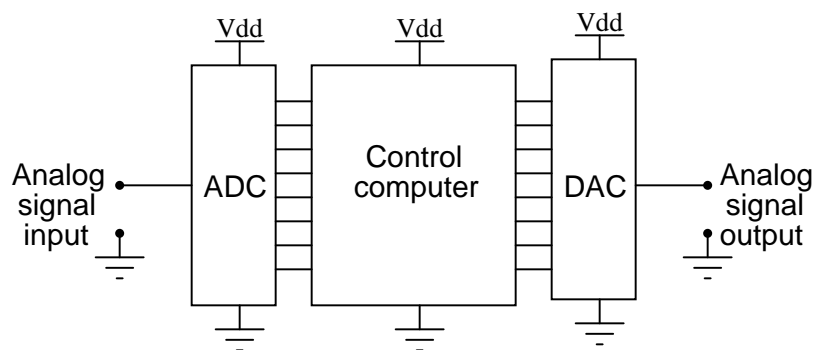 Vdd
Vdd
Vdd
Analog
signal
input
ADC
Control
computer
DAC
Analog
signal
output